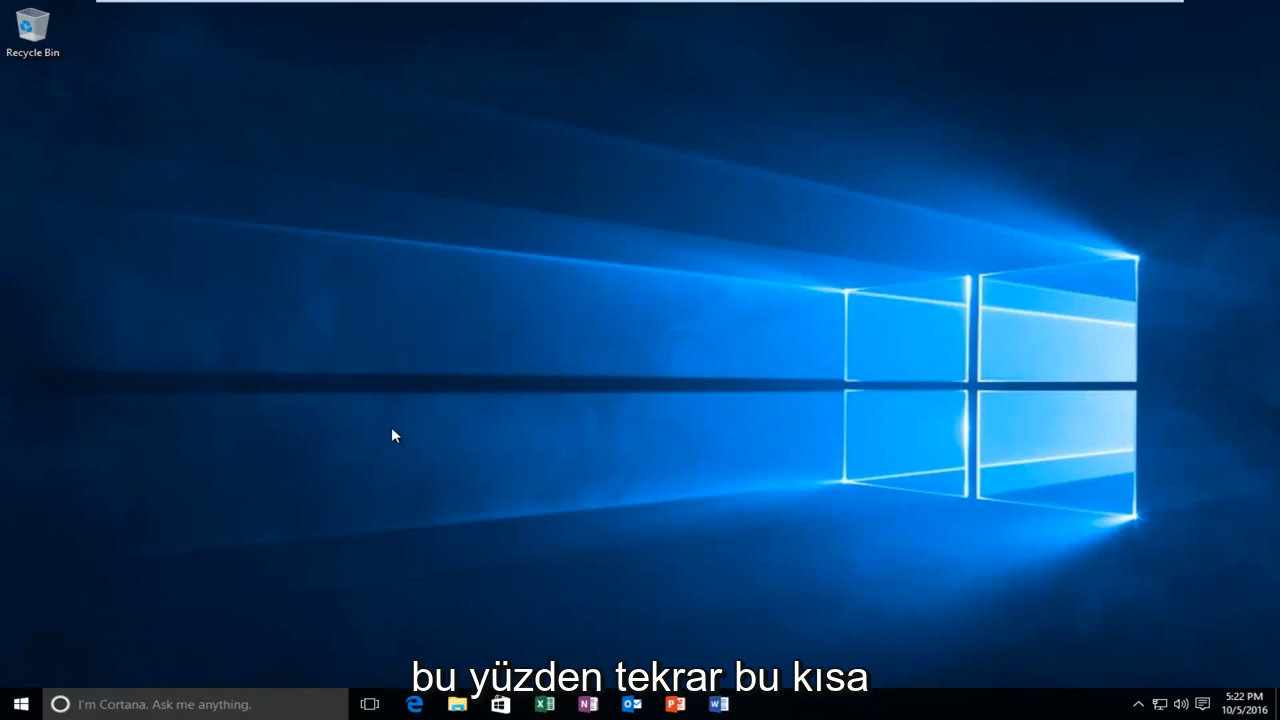 Recycle Bin
bu yüzden tekrar bu kısa
I'm Cortana. Ask me anything.
5:22 PM
10/5/2016